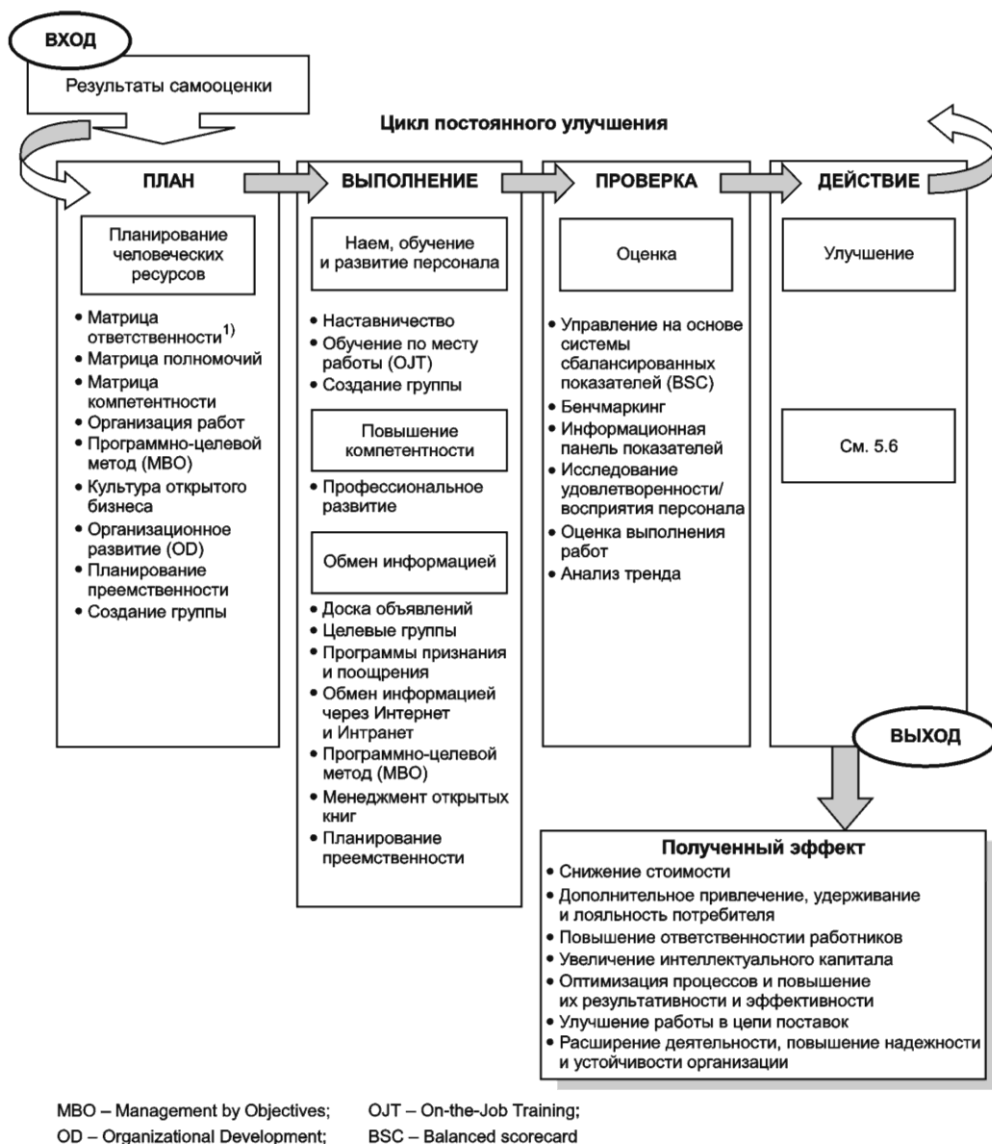 ВХОД
Результаты самооценки
Цикл постоянного улучшения
ПЛАН
Планирование
человеческих
ресурсов
• Матрица
ответственности1)
• Матрица полномочий
• Матрица
компетентности
• Организация работ
• Программно-целевой
метод (MBO)
• Культура открытого
бизнеса
• Организационное
развитие (OD)
• Планирование
преемственности
• Создание группы
ВЫПОЛНЕНИЕ
Наем, обучение
и развитие персонала
• Наставничество
• Обучение по месту
работы (OJT)
• Создание группы
Повышение
компетентности
• Профессиональное
развитие
Обмен информацией
• Доска объявлений
• Целевые группы
• Программы признания
и поощрения
• Обмен информацией
через Интернет
и Интранет
• Программно-целевой
метод (MBO)
• Менеджмент открытых
книг
• Планирование
преемственности
ПРОВЕРКА
Оценка
• Управление на основе
системы
сбалансированных
показателей (BSC)
• Бенчмаркинг
• Информационная
панель показателей
• Исследование
удовлетворенности/
восприятия персонала
• Оценка выполнения
работ
• Анализ тренда
ДЕЙСТВИЕ
Улучшение
См. 5.6
ВЫХОД
Полученный эффект
• Снижение стоимости
• Дополнительное привлечение, удерживание
и лояльность потребителя
• Повышение ответственностии работников
• Увеличение интеллектуального капитала
• Оптимизация процессов и повышение
их результативности и эффективности
• Улучшение работы в цепи поставок
• Расширение деятельности, повышение надежности
и устойчивости организации
MBO – Management by Objectives; OJT – On-the-Job Training;
OD – Organizational Development; BSC – Balanced scorecard